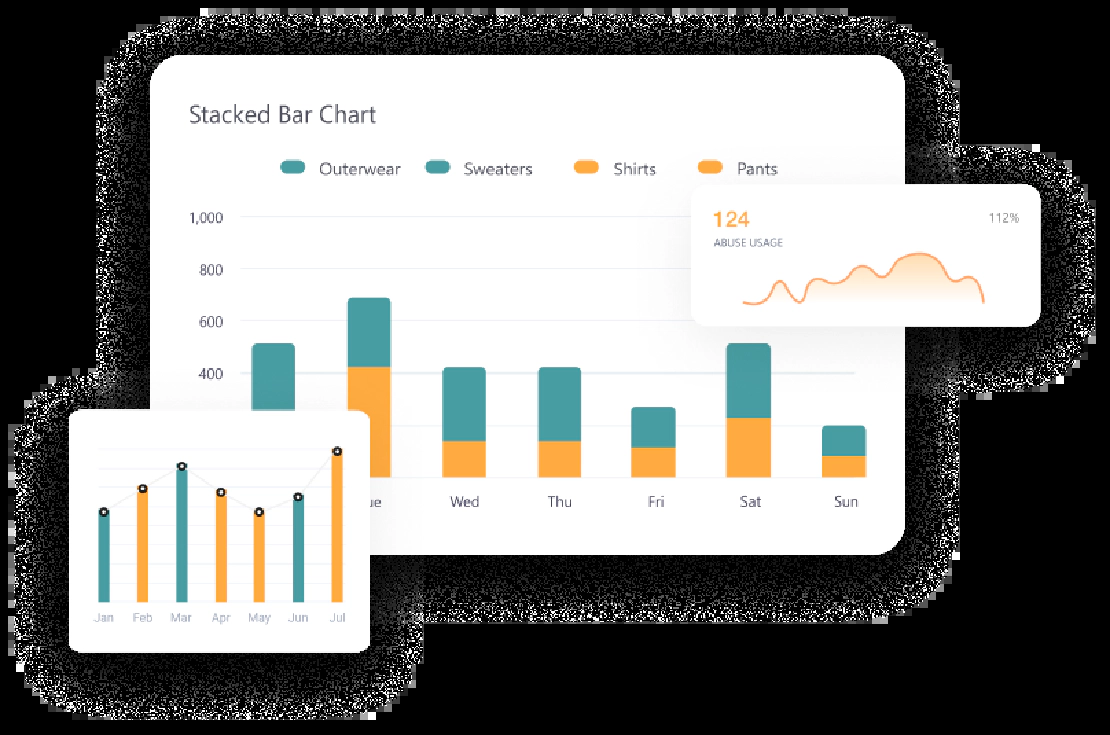 Stacked Bar Chart
Outerwear Sweaters Shirts Pants
1,000
800
600
400
124
112%
ABUSE USAGE
ue Wed Thu Fri Sat Sun
Jan Feb Mar Apr May Jun Jul